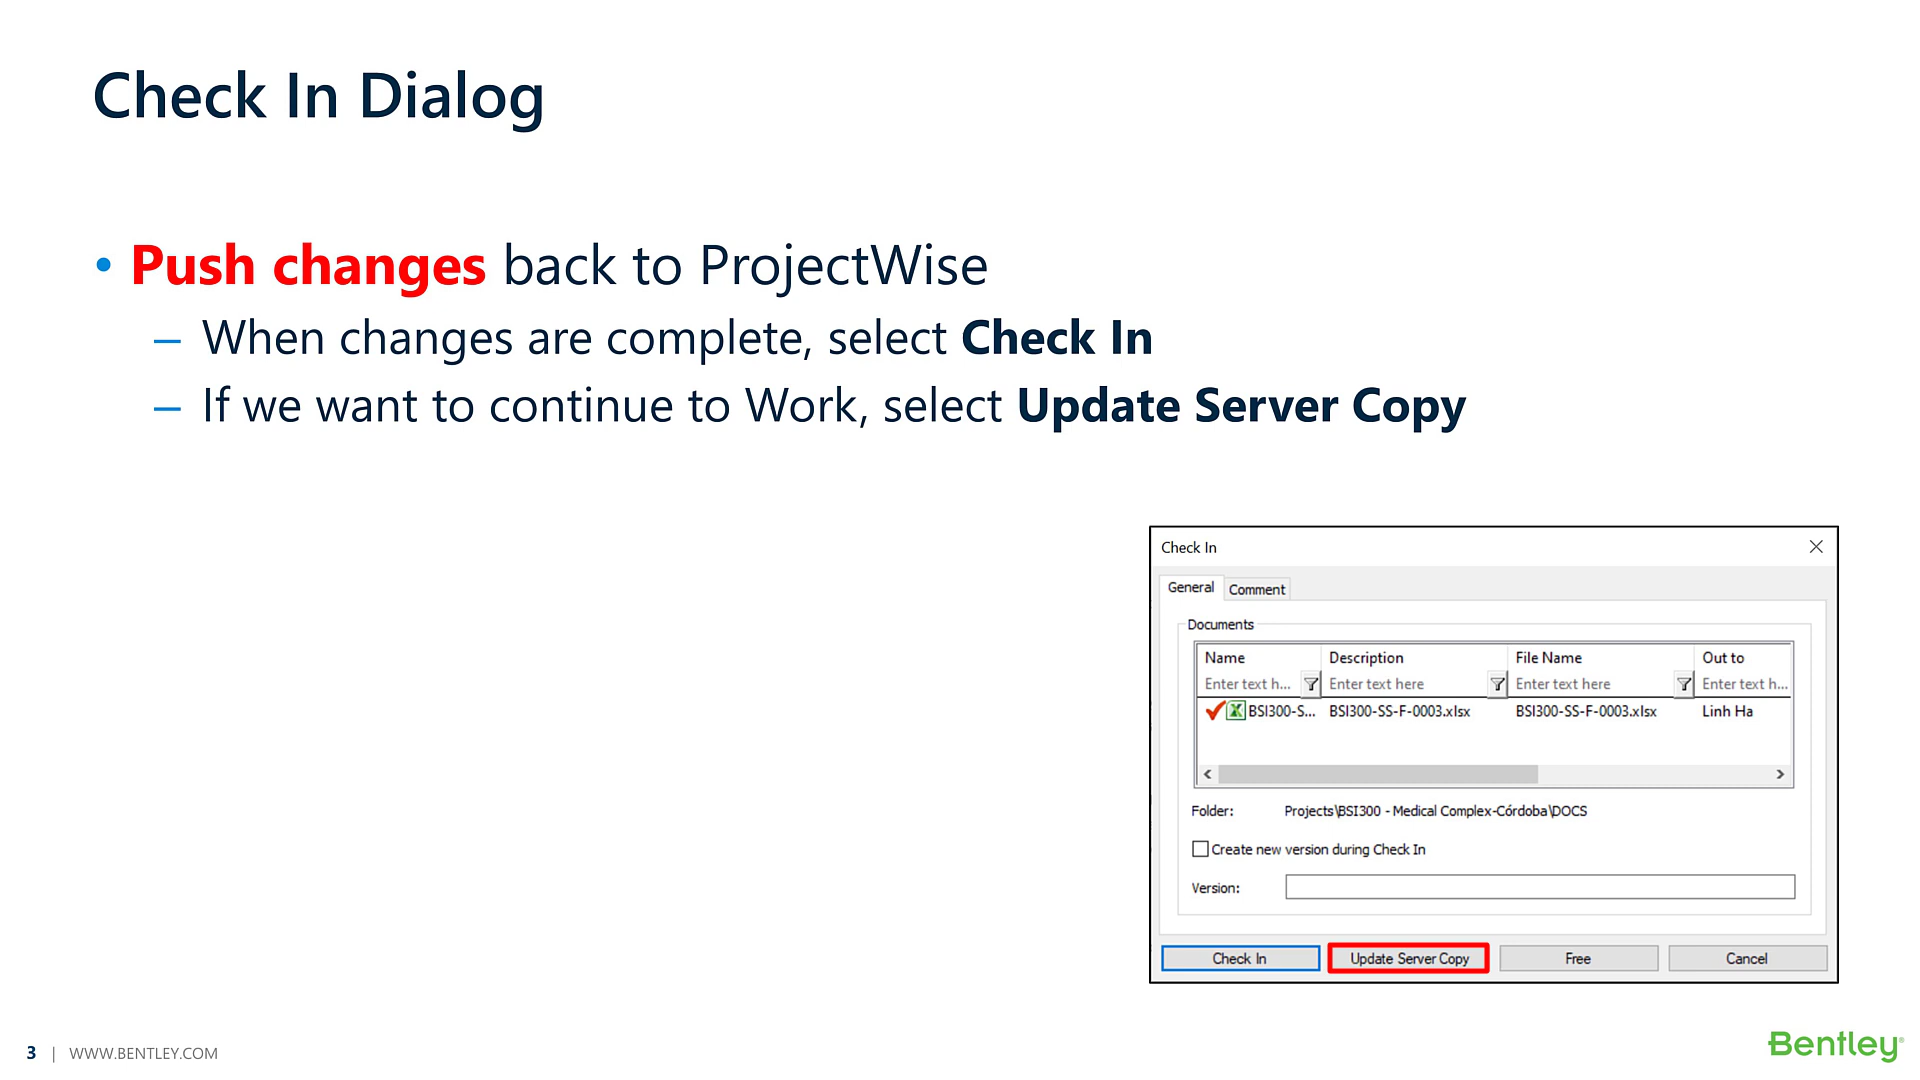 Check In Dialog
• Push changes back to ProjectWise
– When changes are complete, select Check In
– If we want to continue to Work, select Update Server Copy
Check In
General Comment
Documents
Name Description File Name Out to
Enter text h... Enter text here Enter text here Enter text h...
BSI300-S... BSI300-SS-F-0003.xlsx BSI300-SS-F-0003.xlsx Linh Ha
Folder: Projects\BSI300 - Medical Complex-Córdoba\DOCS
Create new version during Check In
Version:
Check In Update Server Copy Free Cancel
3 | WWW.BENTLEY.COM
Bentley®